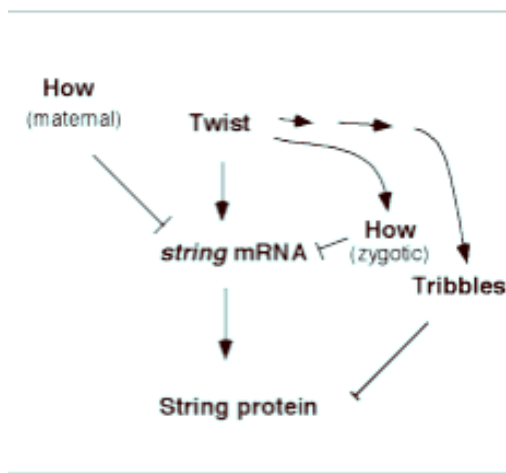 How
(maternal)
Twist
string mRNA
How
(zygotic)
Tribbles
String protein